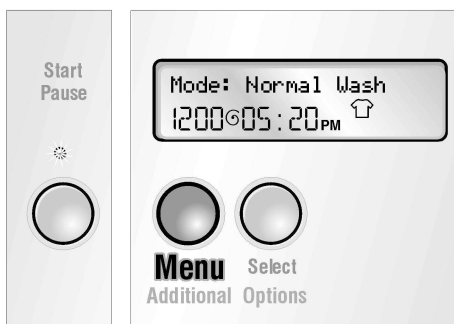 Start
Pause
Mode: Normal Wash
1200 05:20PM
Menu Select
Additional Options